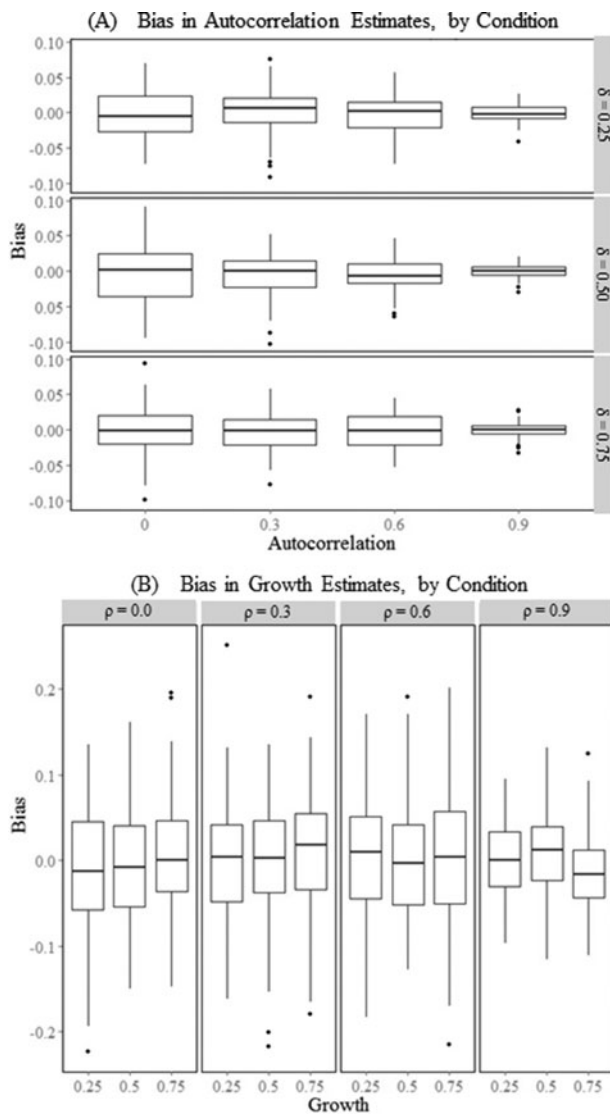 (A) Bias in Autocorrelation Estimates, by Condition
0.10
0.05
0.00
-0.05
-0.10
δ = 0.25
0.10
0.05
0.00
-0.05
-0.10
δ = 0.50
0.10
0.05
0.00
-0.05
-0.10
δ = 0.75
Bias
0 0.3 0.6 0.9
Autocorrelation
(B) Bias in Growth Estimates, by Condition
ρ = 0.0 ρ = 0.3 ρ = 0.6 ρ = 0.9
0.2
0.1
0.0
-0.1
-0.2
Bias
0.25 0.5 0.75 0.25 0.5 0.75 0.25 0.5 0.75 0.25 0.5 0.75
Growth